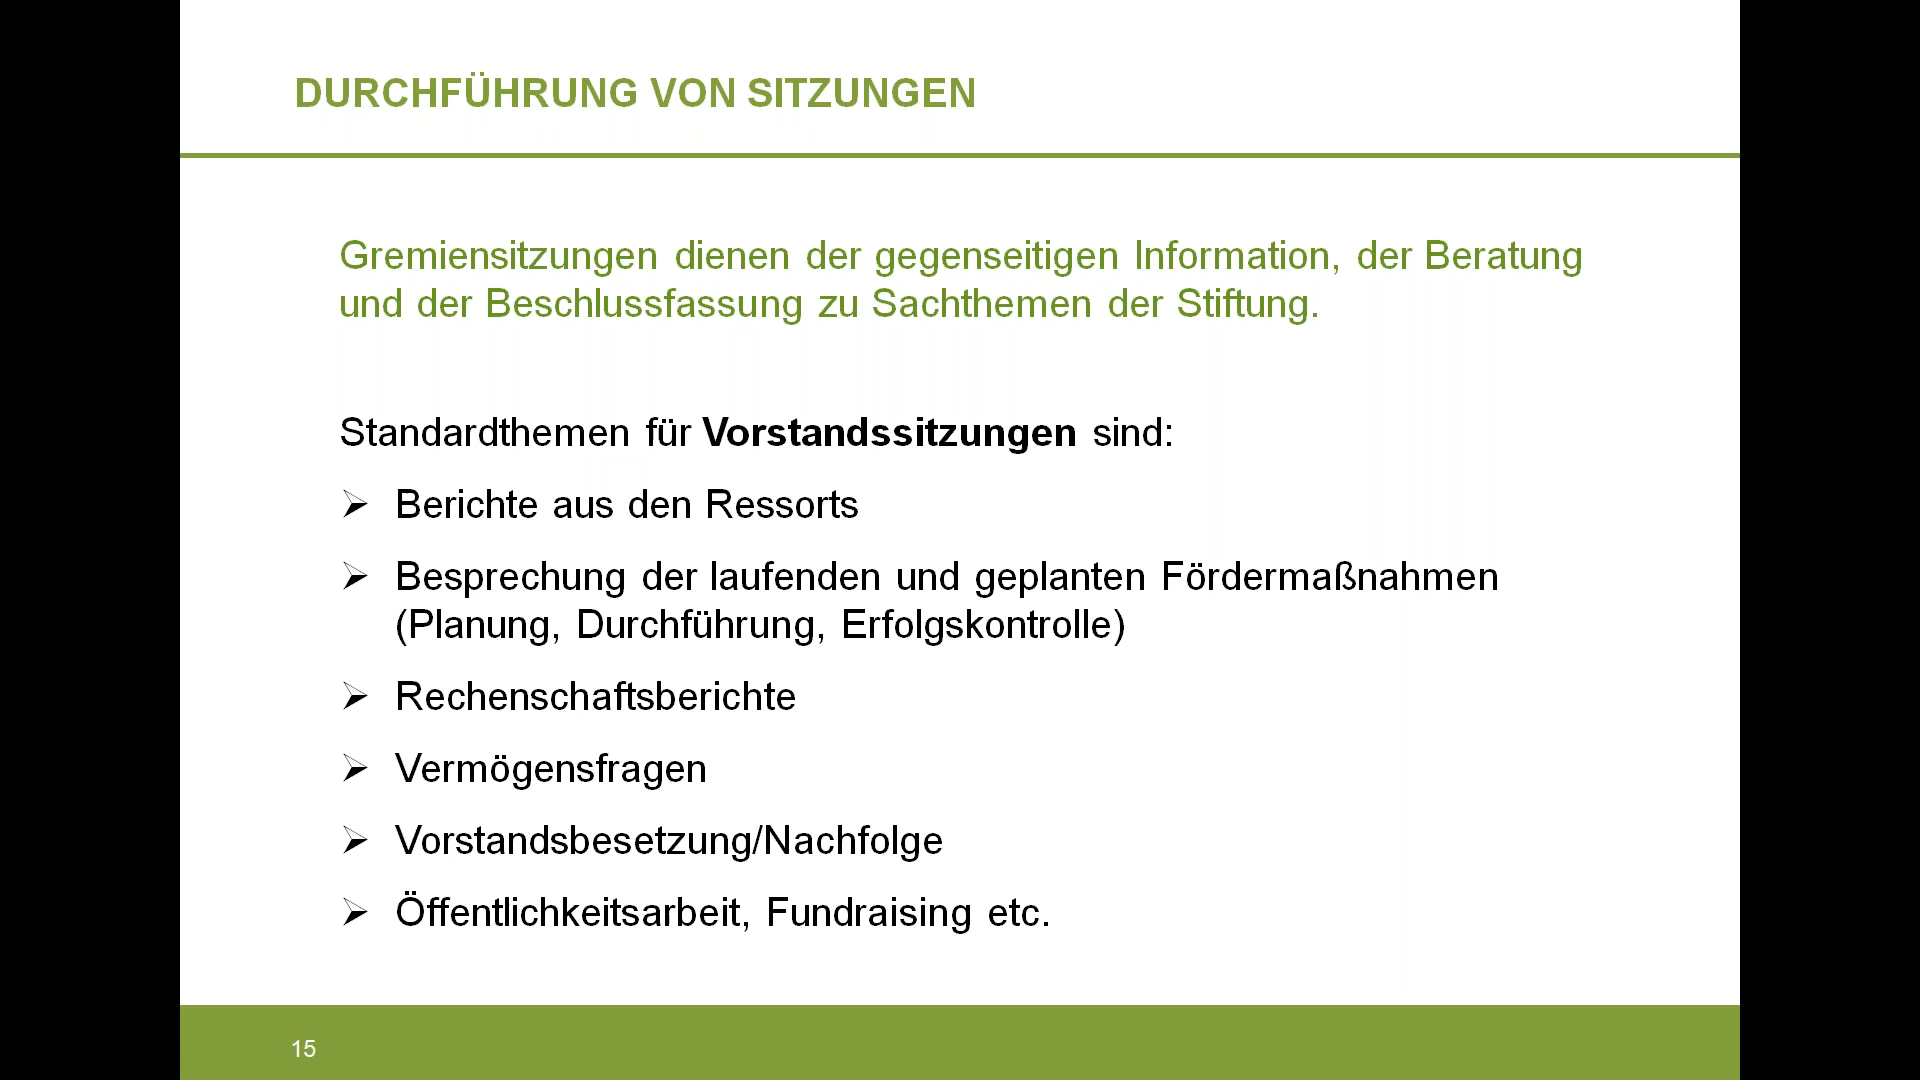 DURCHFÜHRUNG VON SITZUNGEN
Gremiensitzungen dienen der gegenseitigen Information, der Beratung
und der Beschlussfassung zu Sachthemen der Stiftung.
Standardthemen für Vorstandssitzungen sind:
➢ Berichte aus den Ressorts
➢ Besprechung der laufenden und geplanten Fördermaßnahmen
(Planung, Durchführung, Erfolgskontrolle)
➢ Rechenschaftsberichte
➢ Vermögensfragen
➢ Vorstandsbesetzung/Nachfolge
➢ Öffentlichkeitsarbeit, Fundraising etc.
15